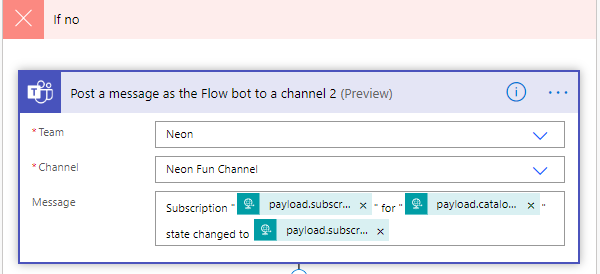 If no
Post a message as the Flow bot to a channel 2 (Preview)
* Team
Neon
* Channel
Neon Fun Channel
Message
Subscription " payload.subscr... × " for " payload.catalo... × "
state changed to payload.subscr... ×